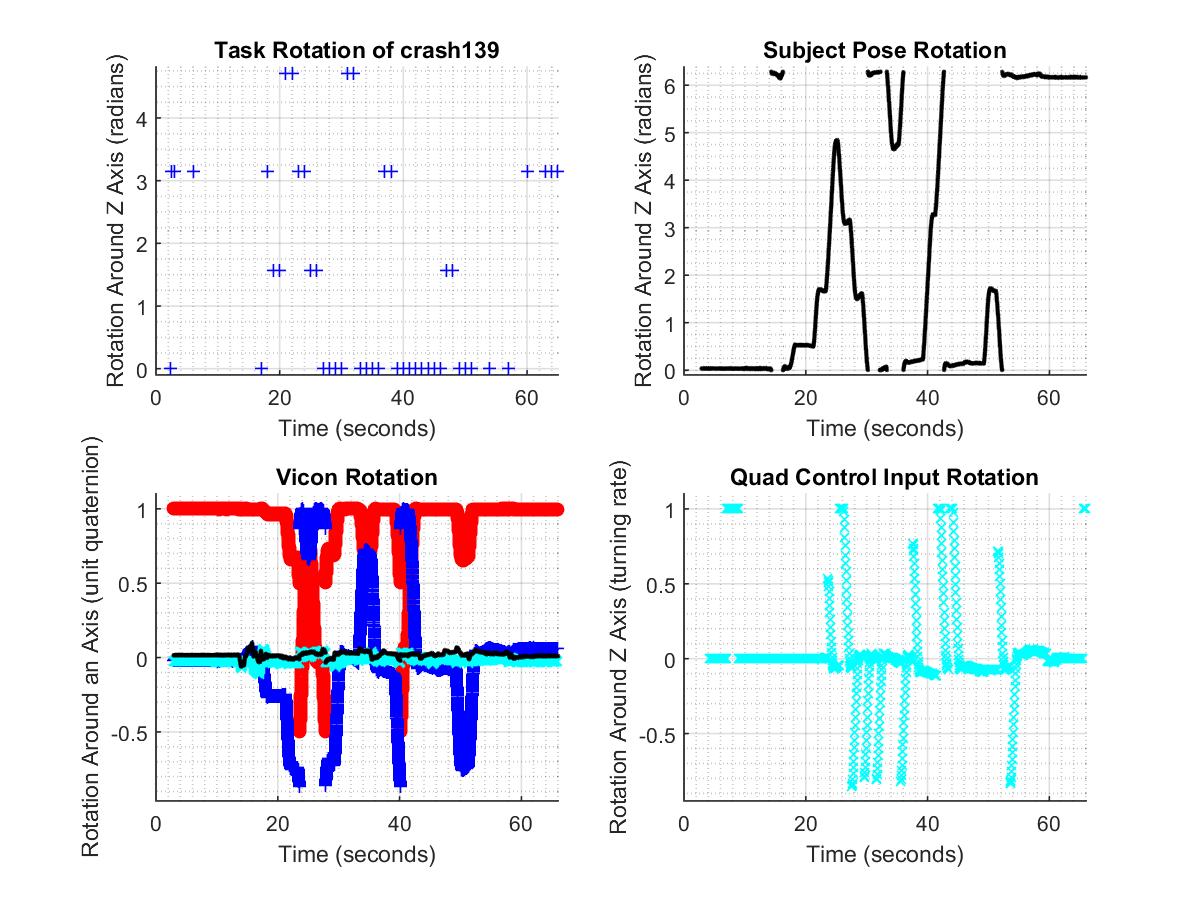 Task Rotation of crash139
Rotation Around Z Axis (radians)
4
3
2
1
0
0 20 40 60
Time (seconds)
Subject Pose Rotation
Rotation Around Z Axis (radians)
6
5
4
3
2
1
0
0 20 40 60
Time (seconds)
Vicon Rotation
Rotation Around an Axis (unit quaternion)
1
0.5
0
-0.5
0 20 40 60
Time (seconds)
Quad Control Input Rotation
Rotation Around Z Axis (turning rate)
1
0.5
0
-0.5
0 20 40 60
Time (seconds)